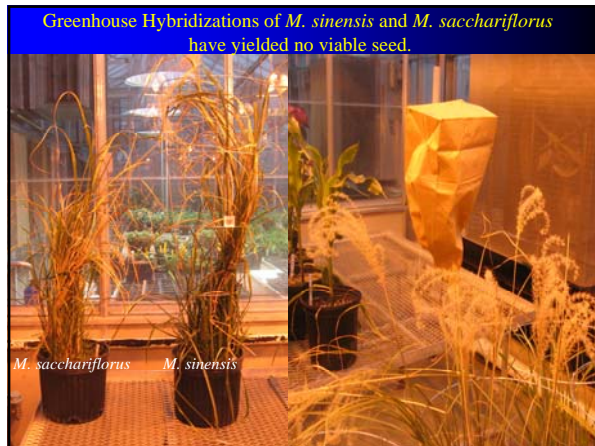 Greenhouse Hybridizations of M. sinensis and M. sacchariflorus
have yielded no viable seed.
M. sacchariflorus
M. sinensis